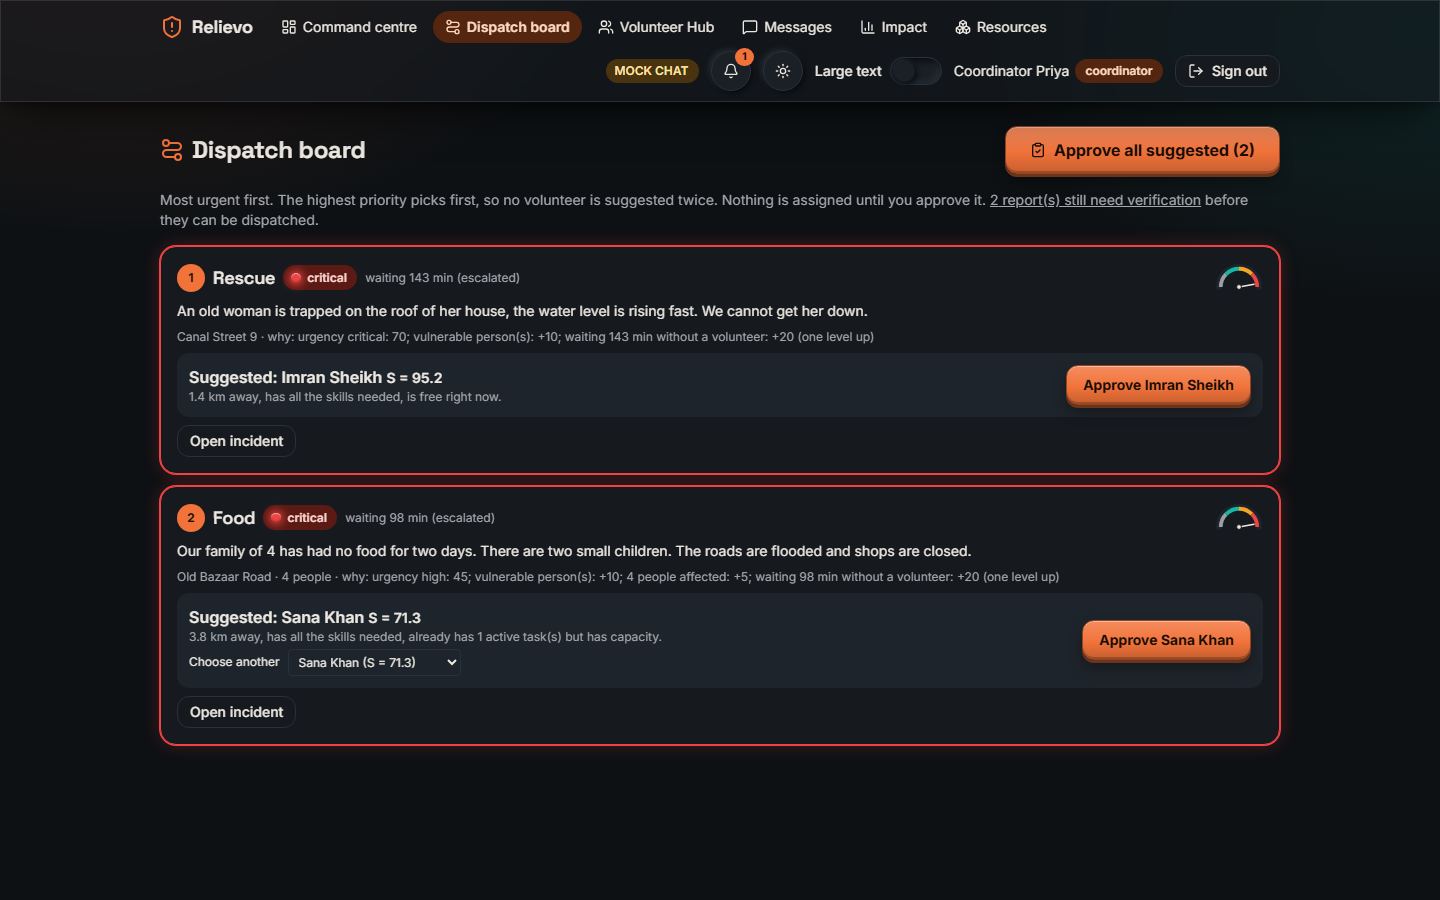 Relievo
Command centre
Dispatch board
Volunteer Hub
Messages
Impact
Resources
MOCK CHAT
1
Large text
Coordinator Priya
coordinator
Sign out
Dispatch board
Approve all suggested (2)
Most urgent first. The highest priority picks first, so no volunteer is suggested twice. Nothing is assigned until you approve it. 2 report(s) still need verification before
they can be dispatched.
1 Rescue critical waiting 143 min (escalated)
An old woman is trapped on the roof of her house, the water level is rising fast. We cannot get her down.
Canal Street 9 · why: urgency critical: 70; vulnerable person(s): +10; waiting 143 min without a volunteer: +20 (one level up)
Suggested: Imran Sheikh S = 95.2
1.4 km away, has all the skills needed, is free right now.
Approve Imran Sheikh
Open incident
2 Food critical waiting 98 min (escalated)
Our family of 4 has had no food for two days. There are two small children. The roads are flooded and shops are closed.
Old Bazaar Road · 4 people · why: urgency high: 45; vulnerable person(s): +10; 4 people affected: +5; waiting 98 min without a volunteer: +20 (one level up)
Suggested: Sana Khan S = 71.3
3.8 km away, has all the skills needed, already has 1 active task(s) but has capacity.
Choose another Sana Khan (S = 71.3)
Approve Sana Khan
Open incident